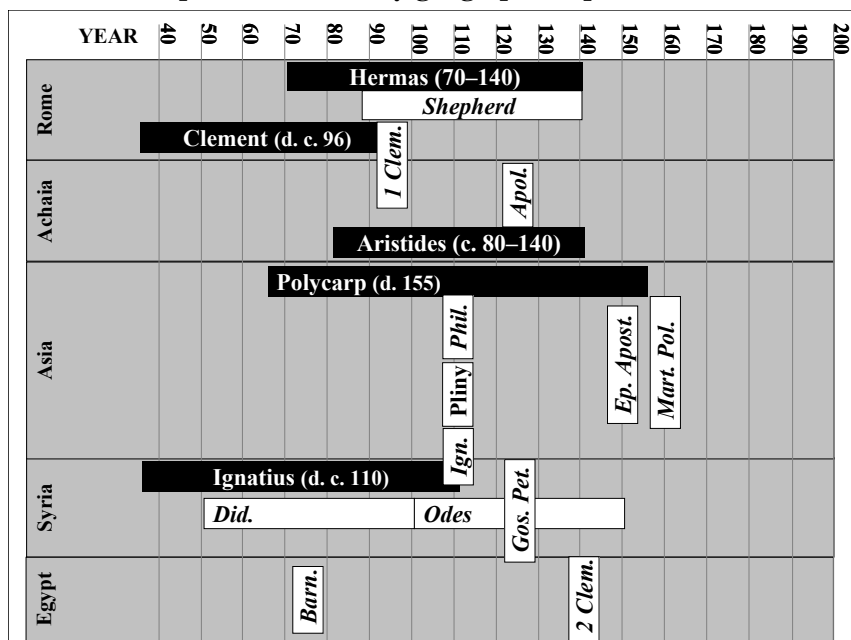 YEAR 40 50 60 70 80 90 100 110 120 130 140 150 160 170 180 190 200
Rome
Hermas (70–140)
Shepherd
Clement (d. c. 96)
1 Clem.
Achaia
Apol.
Aristides (c. 80–140)
Asia
Polycarp (d. 155)
Phil.
Pliny
Ign.
Ep. Apost.
Mart. Pol.
Syria
Ignatius (d. c. 110)
Did.
Odes
Gos. Pet.
Egypt
Barn.
2 Clem.